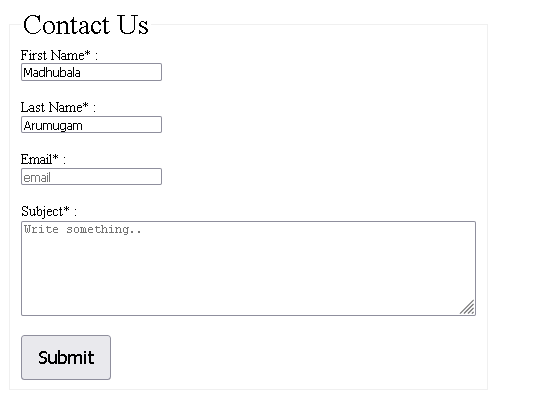 Contact Us
First Name* :
Madhubala
Last Name* :
Arumugam
Email* :
email
Subject* :
Write something..
Submit